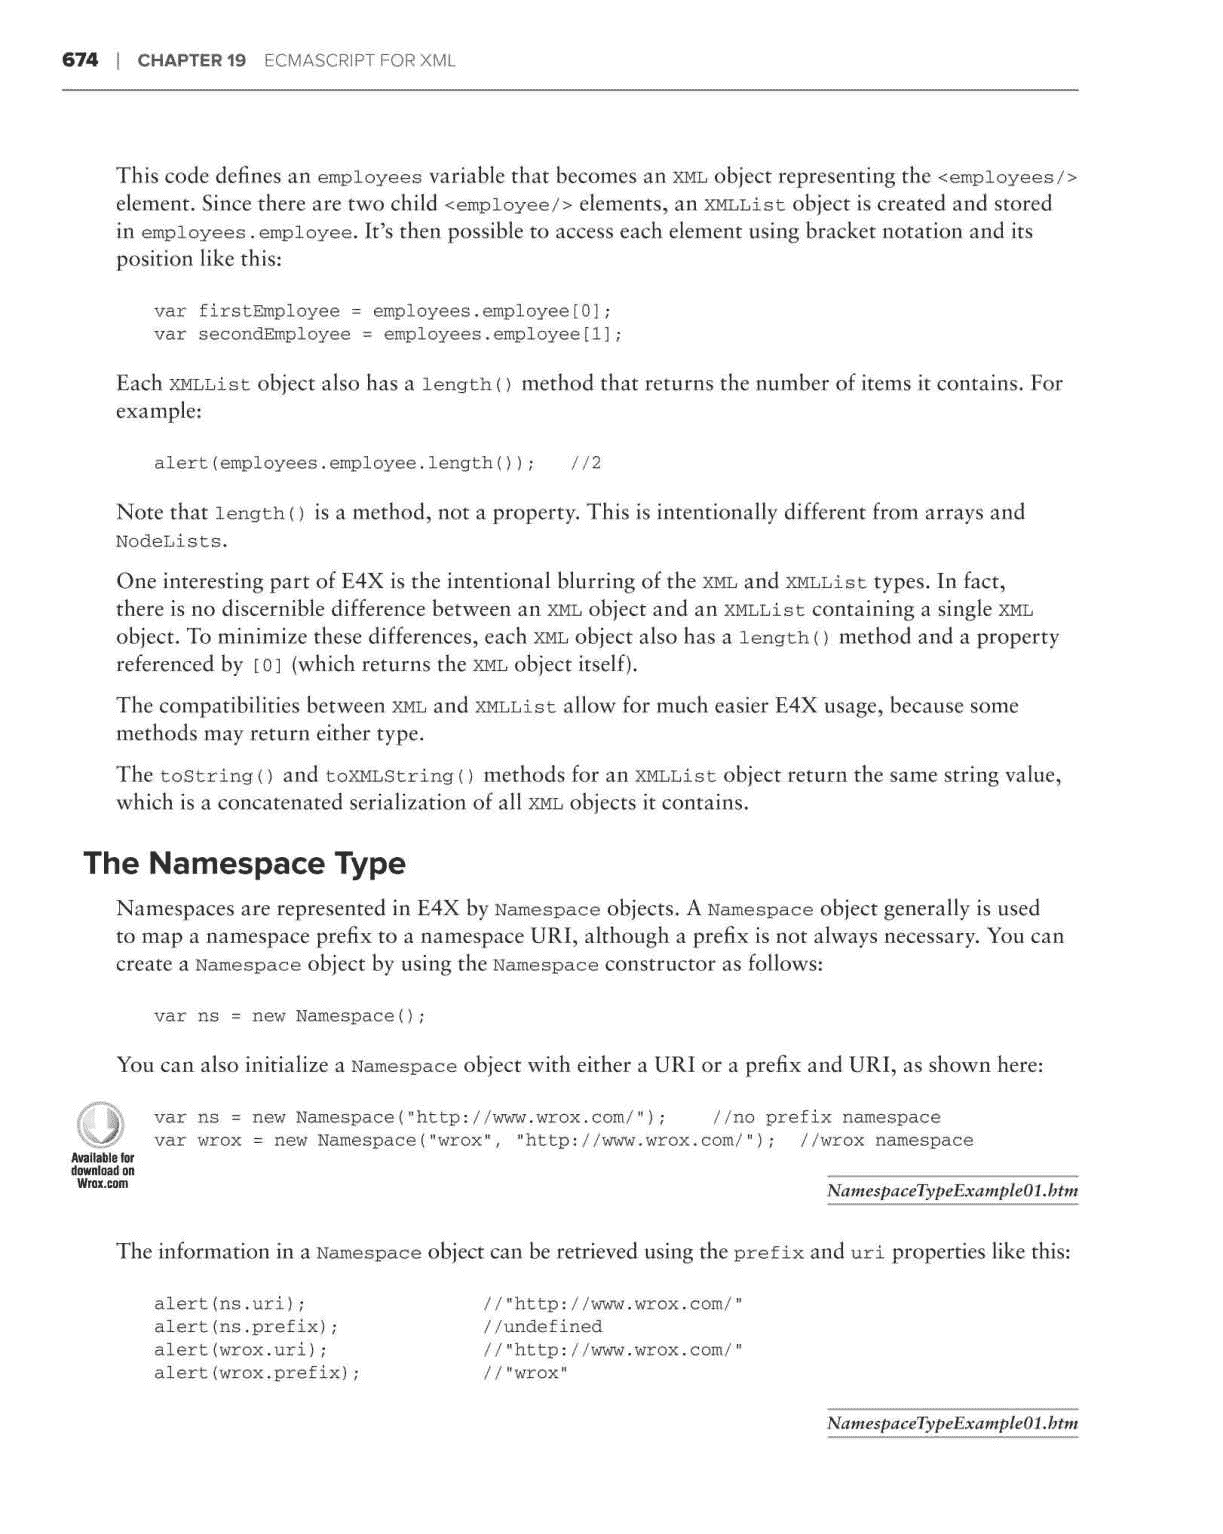 674 | CHAPTER 19 ECMASCRIPT FOR XML
This code defines an employees variable that becomes an XML object representing the <employees/>
element. Since there are two child <employee/> elements, an XMLList object is created and stored
in employees.employee. It’s then possible to access each element using bracket notation and its
position like this:
var firstEmployee = employees.employee[0];
var secondEmployee = employees.employee[1];
Each XMLList object also has a length() method that returns the number of items it contains. For
example:
alert(employees.employee.length());   //2
Note that length() is a method, not a property. This is intentionally different from arrays and
NodeLists.
One interesting part of E4X is the intentional blurring of the XML and XMLList types. In fact,
there is no discernible difference between an XML object and an XMLList containing a single XML
object. To minimize these differences, each XML object also has a length() method and a property
referenced by [0] (which returns the XML object itself).
The compatibilities between XML and XMLList allow for much easier E4X usage, because some
methods may return either type.
The toString() and toXMLString() methods for an XMLList object return the same string value,
which is a concatenated serialization of all XML objects it contains.
The Namespace Type
Namespaces are represented in E4X by Namespace objects. A Namespace object generally is used
to map a namespace prefix to a namespace URI, although a prefix is not always necessary. You can
create a Namespace object by using the Namespace constructor as follows:
var ns = new Namespace();
You can also initialize a Namespace object with either a URI or a prefix and URI, as shown here:
var ns = new Namespace("http://www.wrox.com/");    //no prefix namespace
var wrox = new Namespace("wrox", "http://www.wrox.com/");  //wrox namespace
Available for
download on
Wrox.com
NamespaceTypeExample01.htm
The information in a Namespace object can be retrieved using the prefix and uri properties like this:
alert(ns.uri);                //"http://www.wrox.com/"
alert(ns.prefix);             //undefined
alert(wrox.uri);              //"http://www.wrox.com/"
alert(wrox.prefix);           //"wrox"
NamespaceTypeExample01.htm